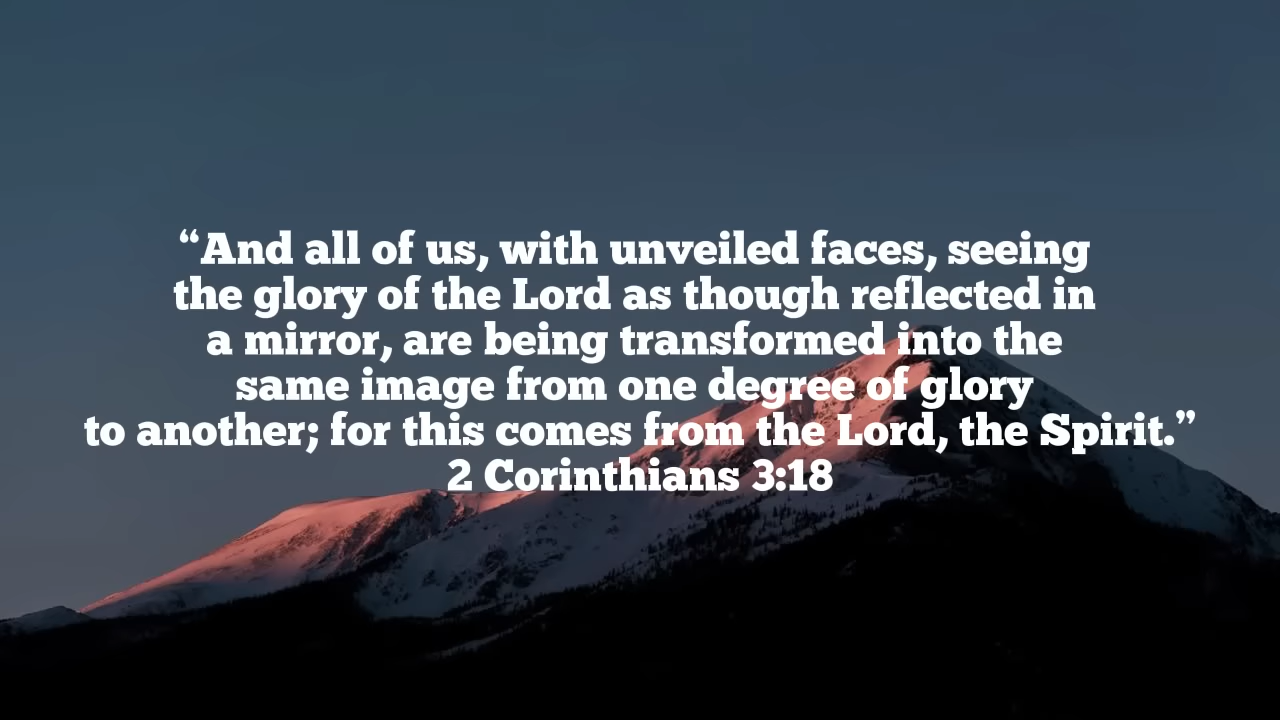 “And all of us, with unveiled faces, seeing
the glory of the Lord as though reflected in
a mirror, are being transformed into the
same image from one degree of glory
to another; for this comes from the Lord, the Spirit.”
2 Corinthians 3:18